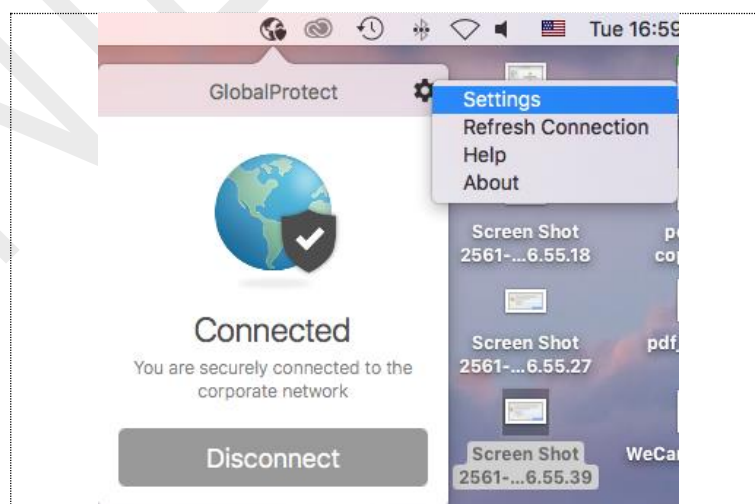 Tue 16:59
GlobalProtect
Settings
Refresh Connection
Help
About
Connected
You are securely connected to the
corporate network
Disconnect
Screen Shot
2561-...6.55.18
Screen Shot
2561-...6.55.27
Screen Shot
2561-...6.55.39